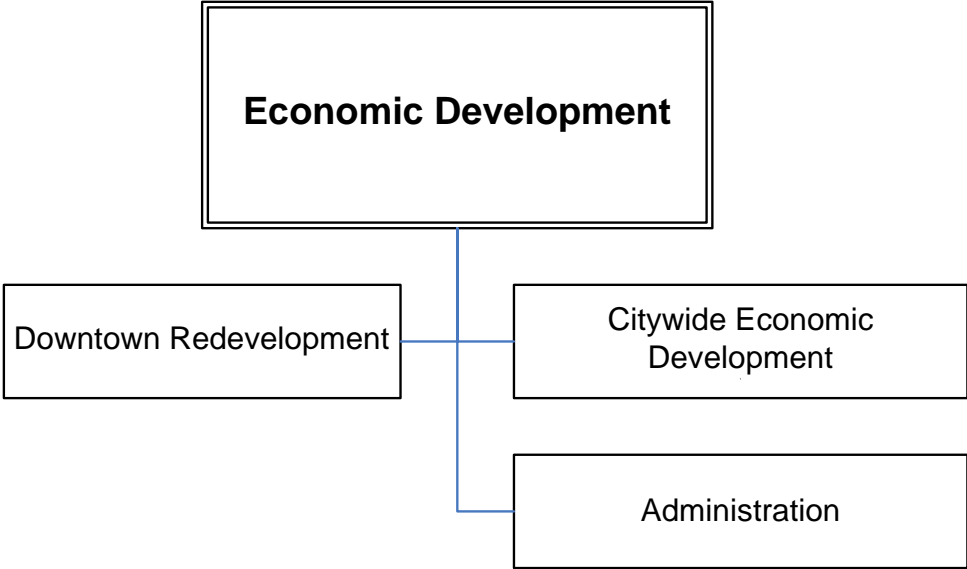 Economic Development
Downtown Redevelopment
Citywide Economic
Development
Administration